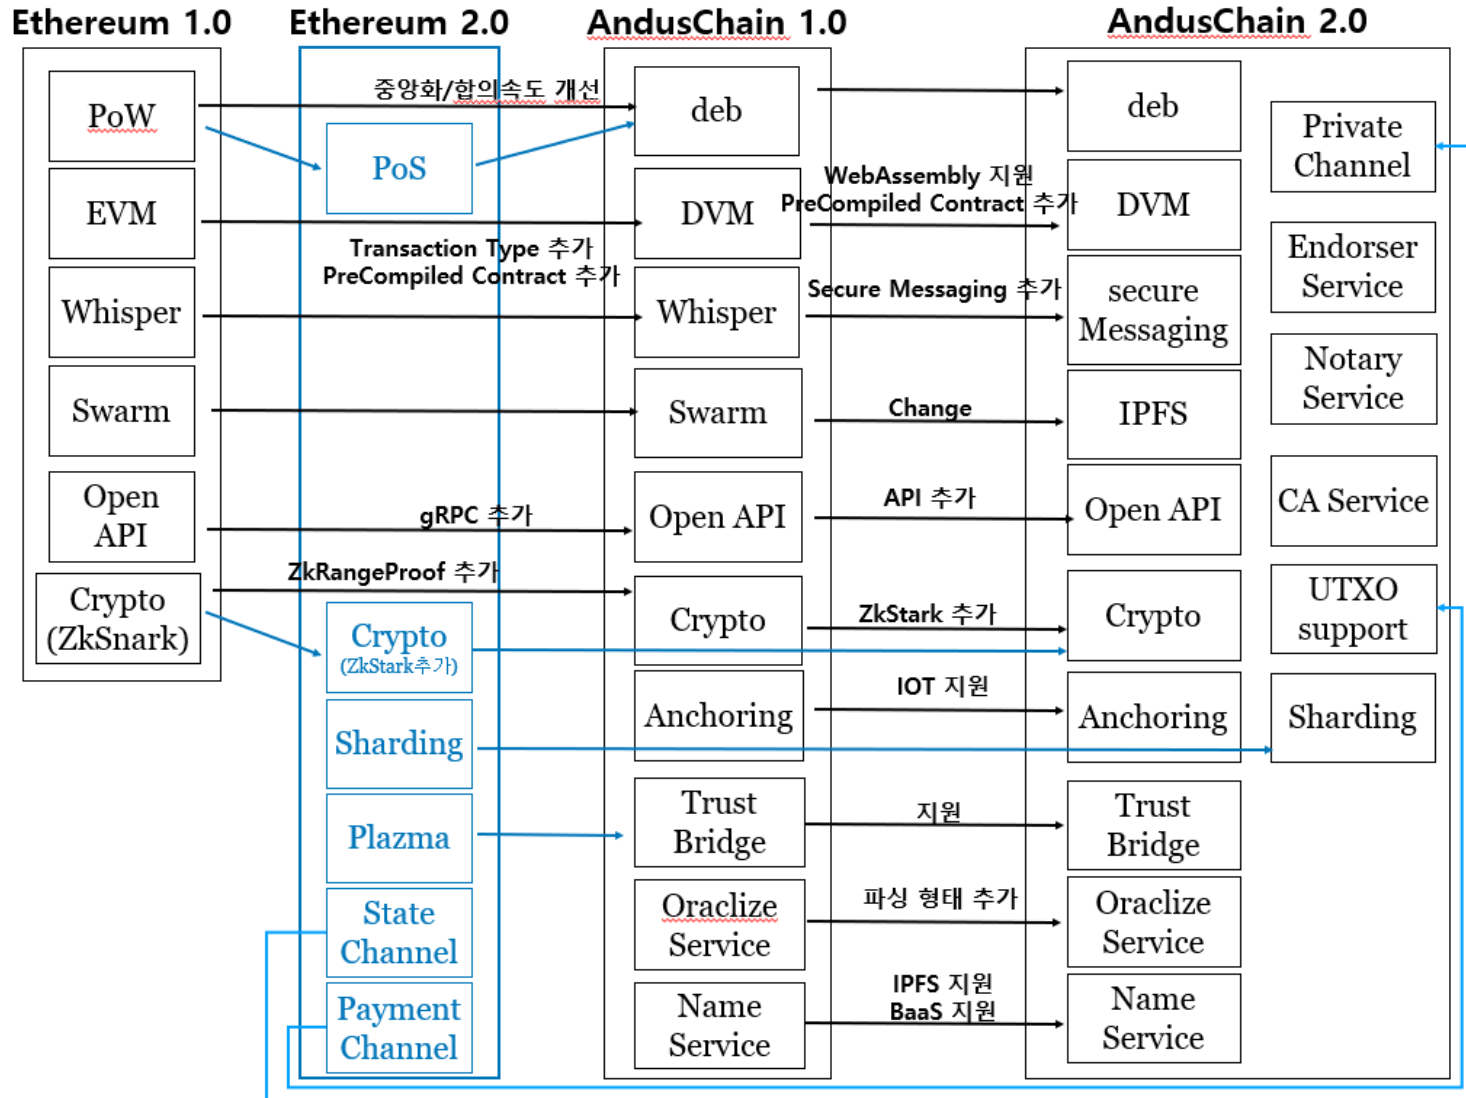 Ethereum 1.0
Ethereum 2.0
AndusChain 1.0
AndusChain 2.0
PoW
EVM
Whisper
Swarm
Open
API
Crypto
(ZkSnark)
중앙화/합의속도 개선
PoS
Transaction Type 추가
PreCompiled Contract 추가
gRPC 추가
ZkRangeProof 추가
Crypto
(ZkStark추가)
Sharding
Plazma
State
Channel
Payment
Channel
deb
DVM
Whisper
Swarm
Open API
Crypto
Anchoring
Trust
Bridge
Oraclize
Service
Name
Service
WebAssembly 지원
PreCompiled Contract 추가
Secure Messaging 추가
Change
API 추가
ZkStark 추가
IOT 지원
지원
파싱 형태 추가
IPFS 지원
BaaS 지원
deb
DVM
secure
Messaging
IPFS
Open API
Crypto
Anchoring
Trust
Bridge
Oraclize
Service
Name
Service
Private
Channel
Endorser
Service
Notary
Service
CA Service
UTXO
support
Sharding